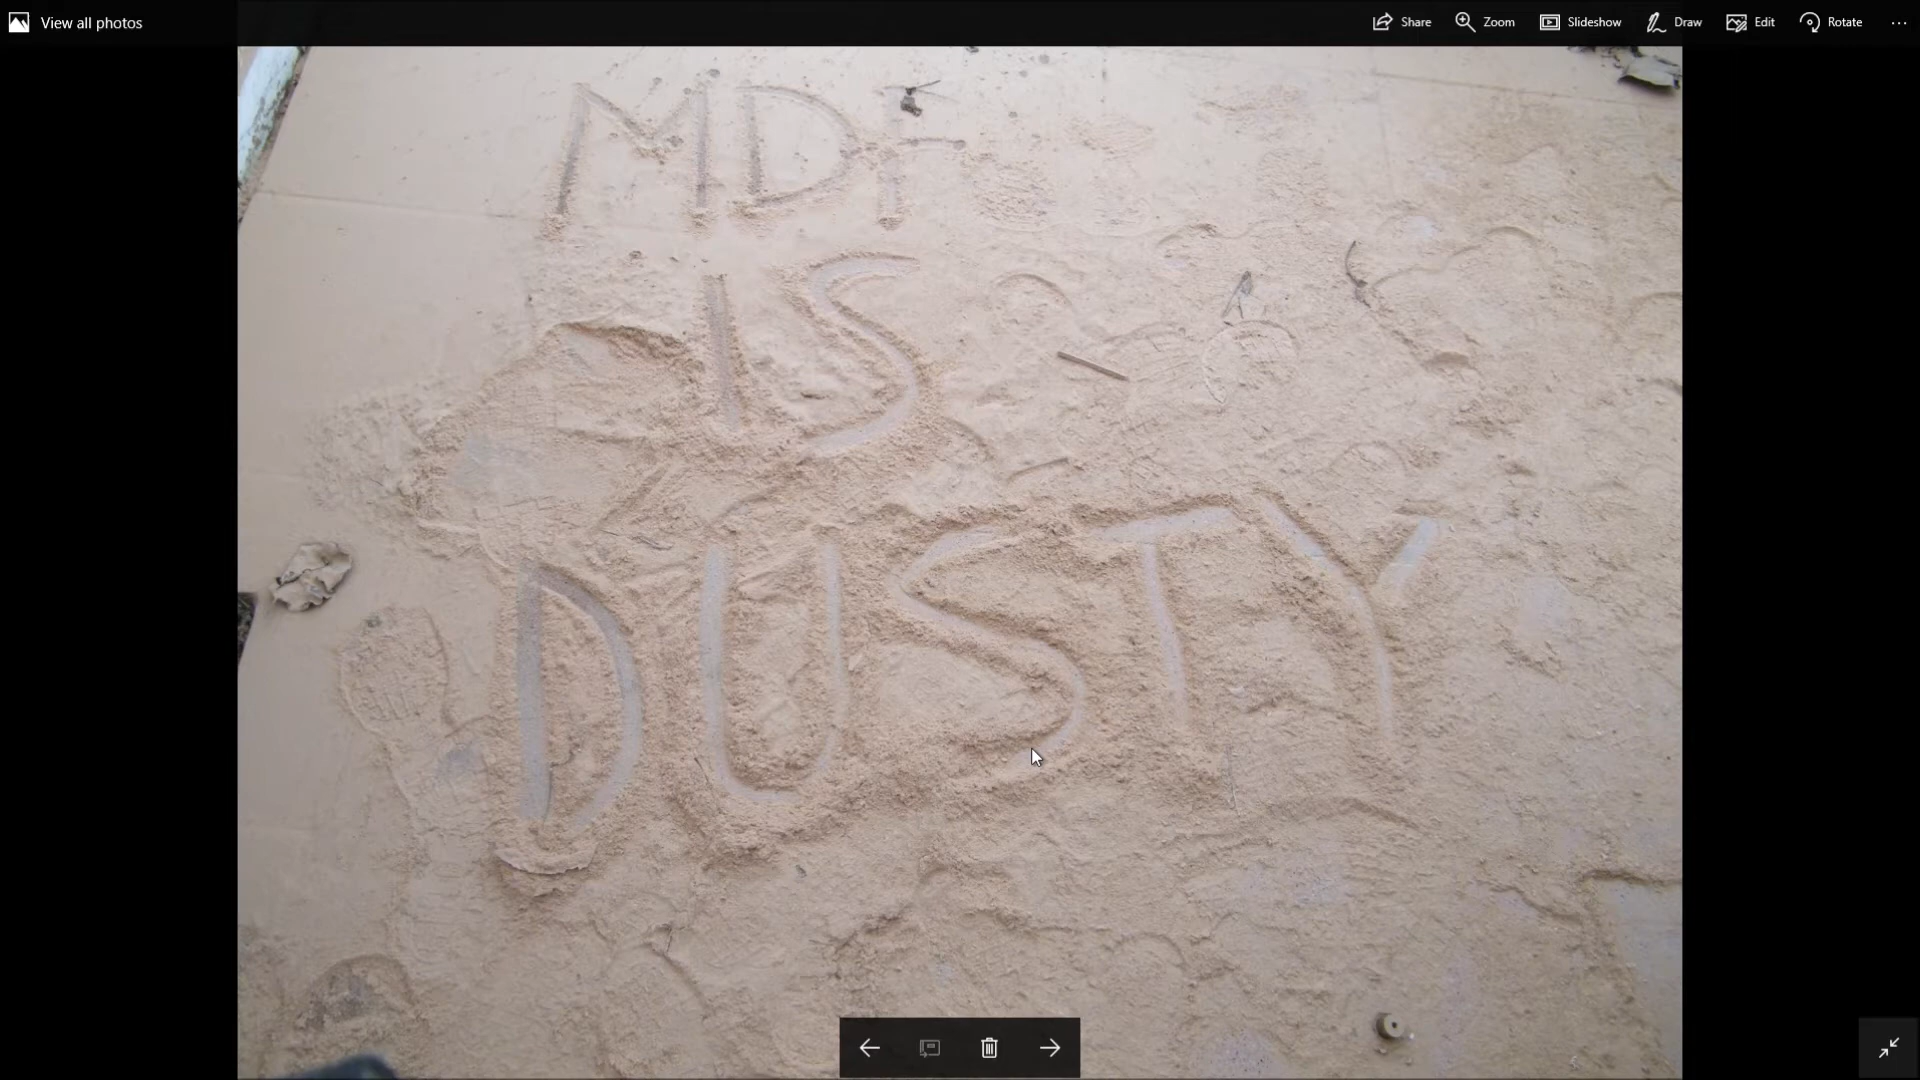 View all photos
Share Zoom Slideshow Draw Edit Rotate
MDF
IS
DUSTY